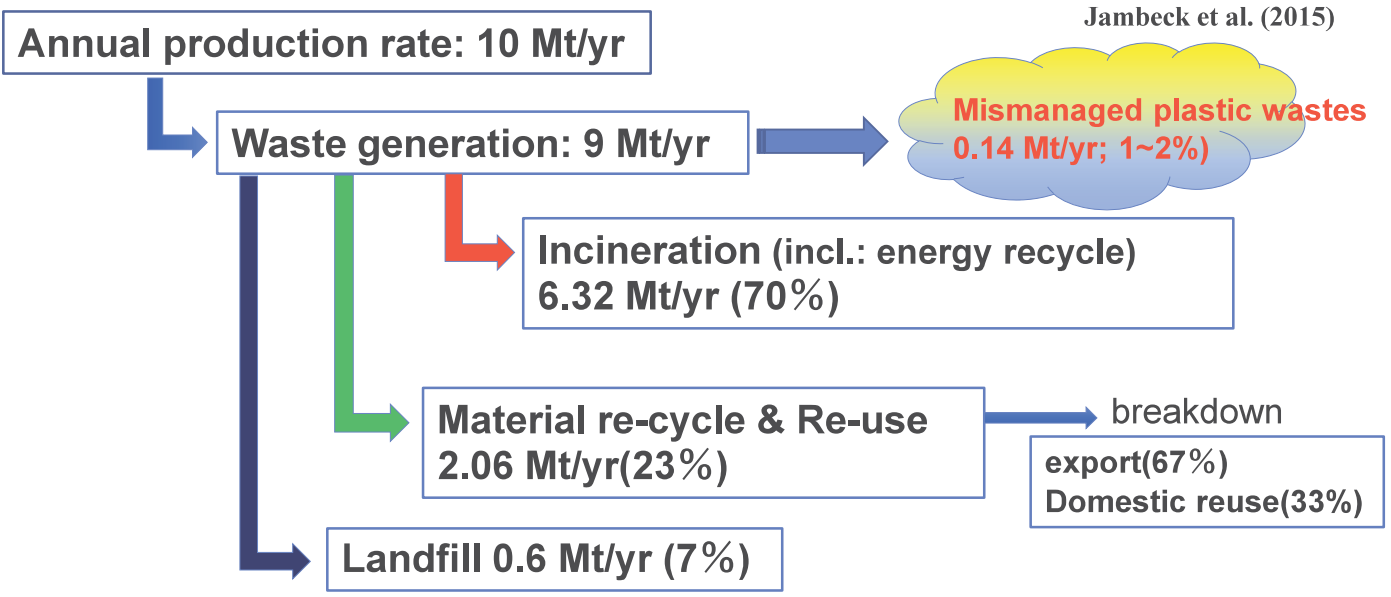 Jambeck et al. (2015)
Annual production rate: 10 Mt/yr
Mismanaged plastic wastes
0.14 Mt/yr; 1~2%)
Waste generation: 9 Mt/yr
Incineration (incl.: energy recycle)
6.32 Mt/yr (70%)
Material re-cycle & Re-use
2.06 Mt/yr(23%)
breakdown
export(67%)
Domestic reuse(33%)
Landfill 0.6 Mt/yr (7%)